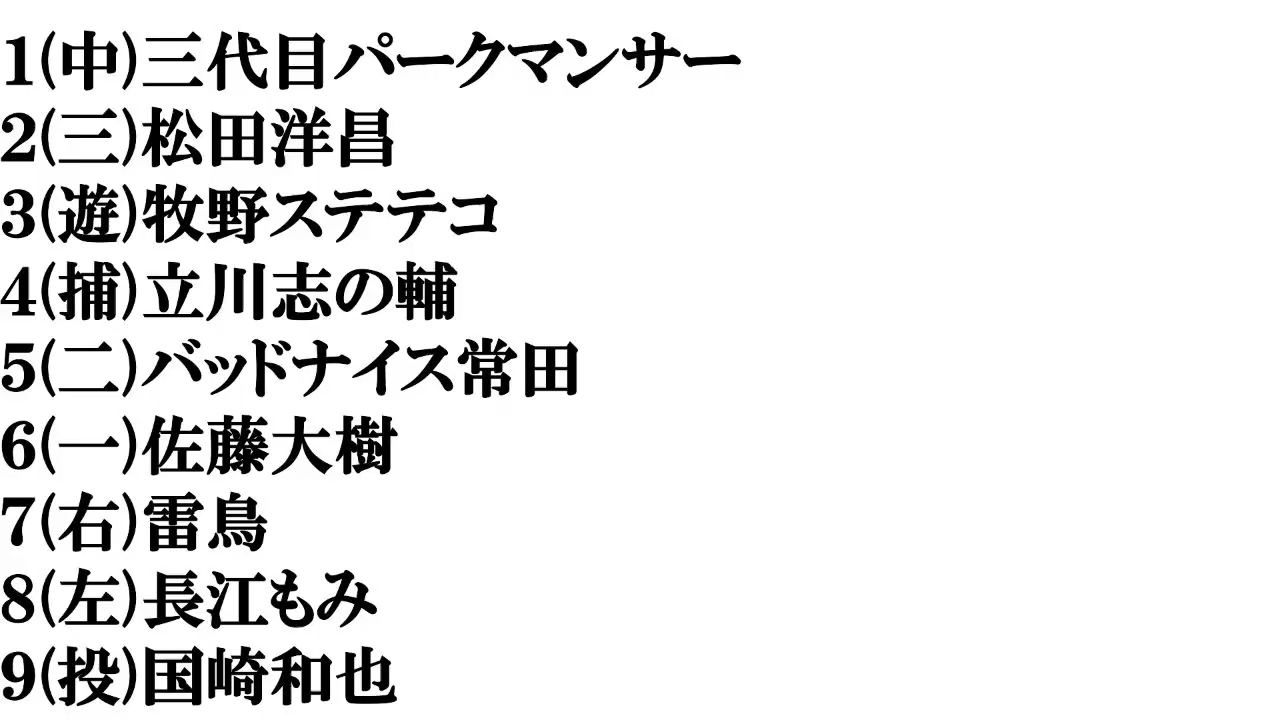 1(中)三代目パークマンサー
2(三)松田洋昌
3(遊)牧野ステテコ
4(捕)立川志の輔
5(二)バッドナイス常田
6(一)佐藤大樹
7(右)雷鳥
8(左)長江もみ
9(投)国崎和也